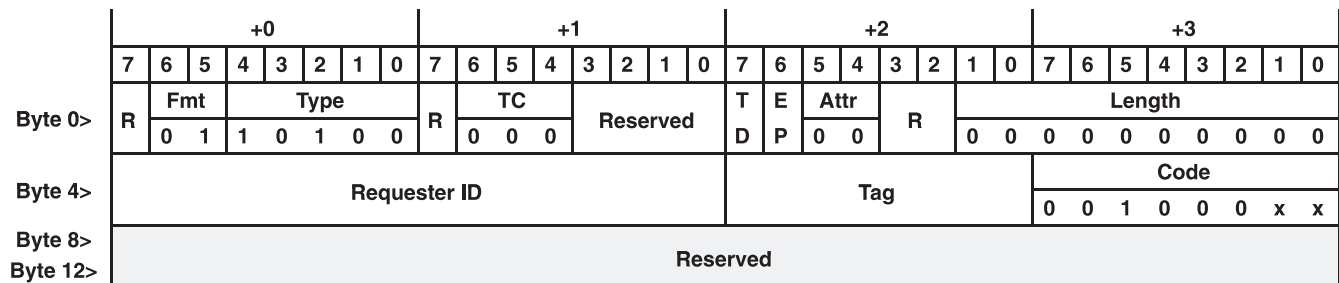 +0 +1 +2 +3
7 6 5 4 3 2 1 0 7 6 5 4 3 2 1 0 7 6 5 4 3 2 1 0 7 6 5 4 3 2 1 0
Byte 0> R Fmt Type R TC Reserved T E Attr R Length
0 1 1 0 1 0 0 0 0 0 D P 0 0 0 0 0 0 0 0 0 0 0 0
Byte 4> Requester ID Tag Code
0 0 1 0 0 0 x x
Byte 8>
Reserved
Byte 12>